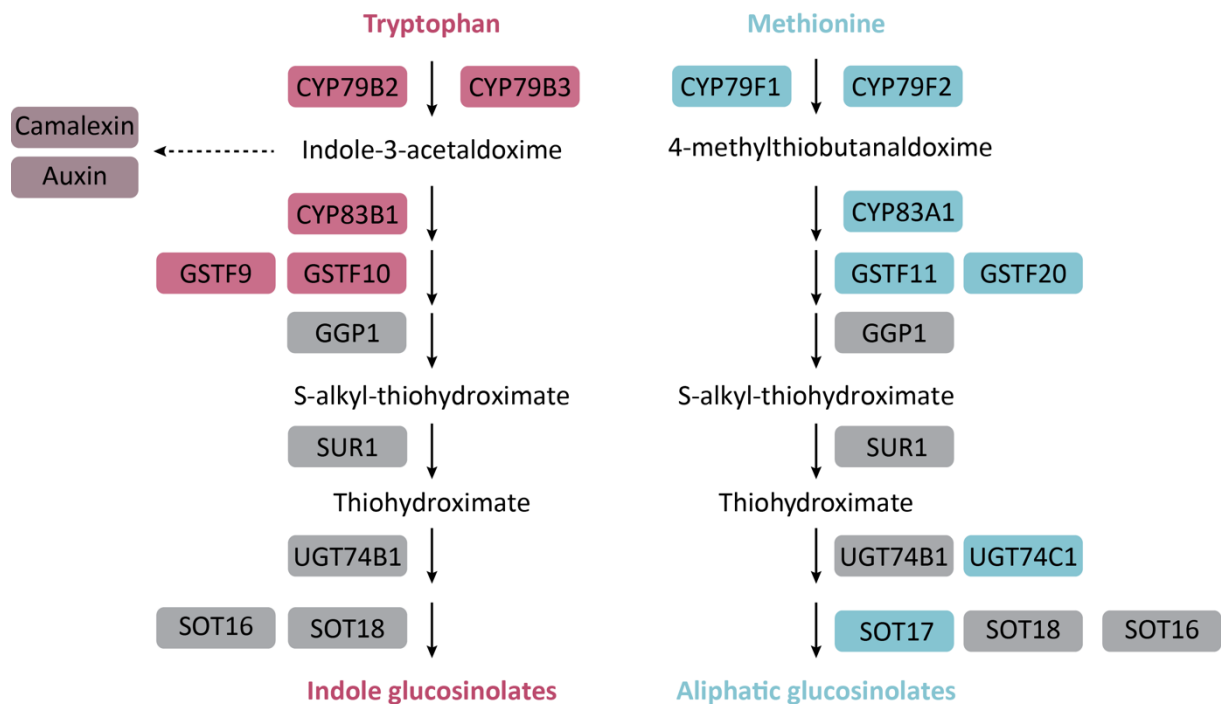 Tryptophan
Methionine
CYP79B2
CYP79B3
CYP79F1
CYP79F2
Camalexin
Auxin
Indole-3-acetaldoxime
4-methylthiobutanaldoxime
CYP83B1
CYP83A1
GSTF9
GSTF10
GSTF11
GSTF20
GGP1
GGP1
S-alkyl-thiohydroximate
S-alkyl-thiohydroximate
SUR1
SUR1
Thiohydroximate
Thiohydroximate
UGT74B1
UGT74B1
UGT74C1
SOT16
SOT18
SOT17
SOT18
SOT16
Indole glucosinolates
Aliphatic glucosinolates